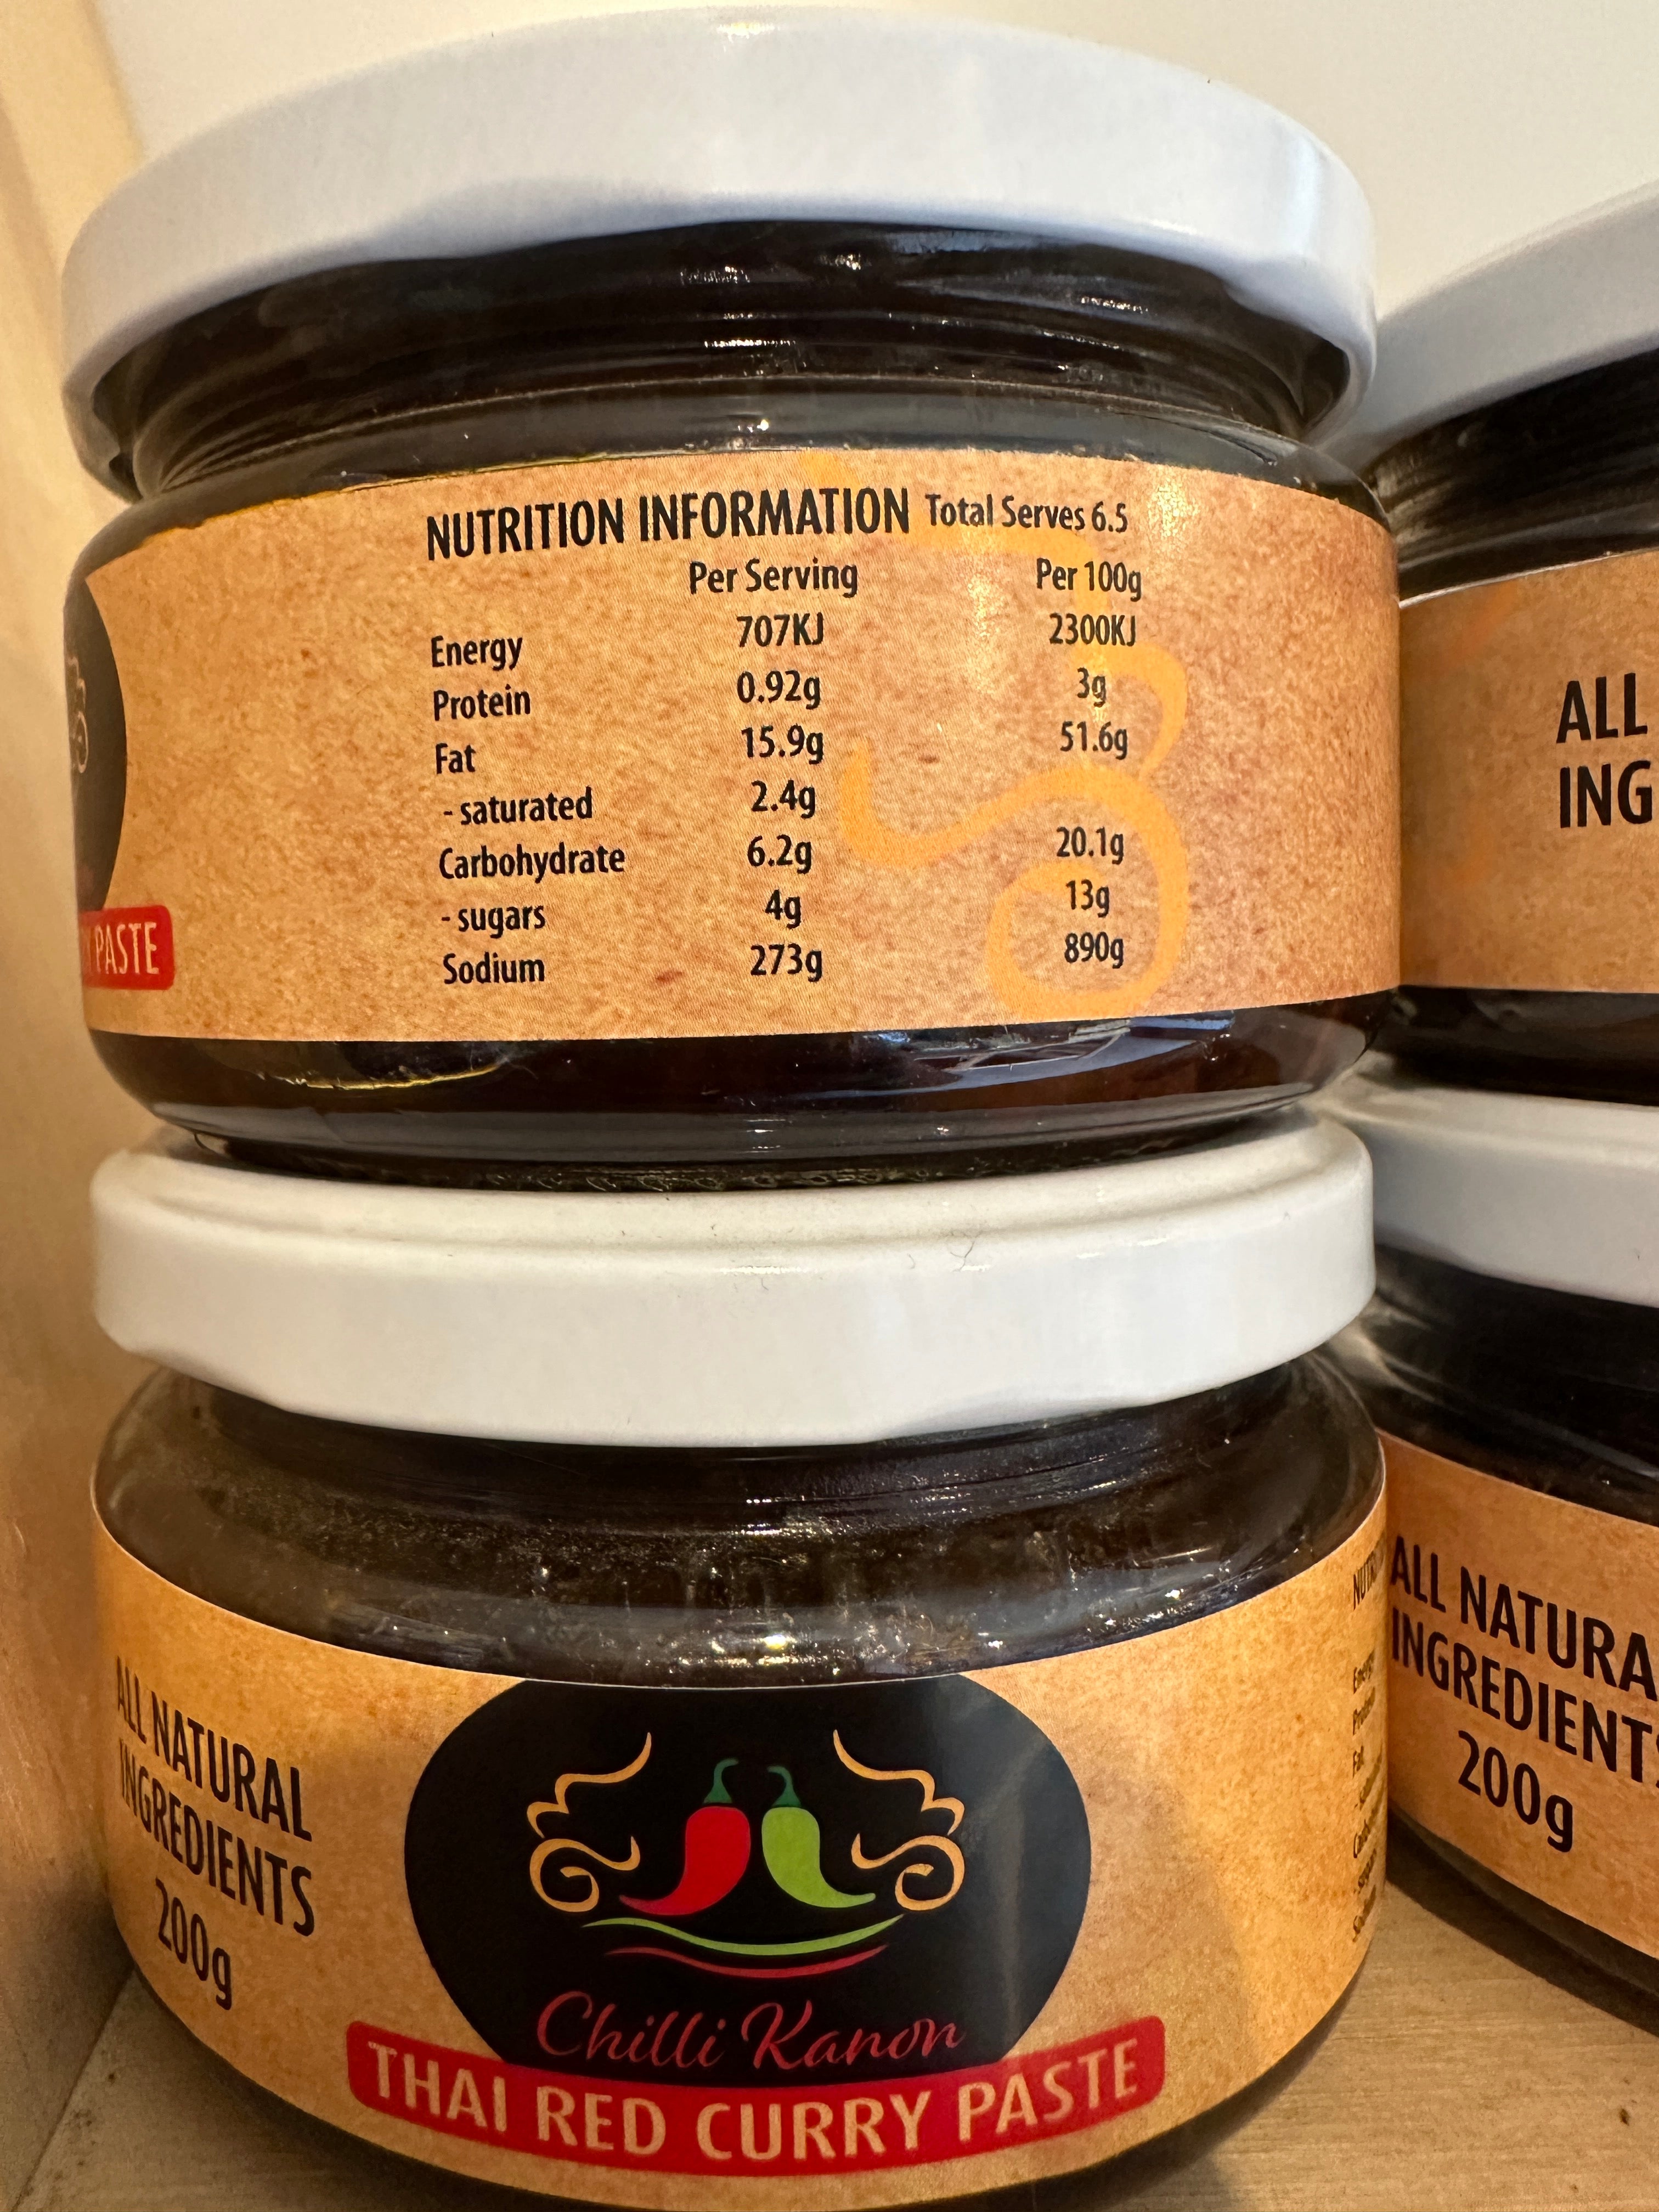 NUTRITION INFORMATION Total Serves 6.5
Per Serving Per 100g
Energy 707KJ 2300KJ
Protein 0.92g 3g
Fat 15.9g 51.6g
- saturated 2.4g
Carbohydrate 6.2g 20.1g
- sugars 4g 13g
Sodium 273g 890g
PASTE
ALL
ING
ALL NATURAL
INGREDIENTS
200g
Chilli Kanon
THAI RED CURRY PASTE
ALL NATURA
INGREDIENTS
200g